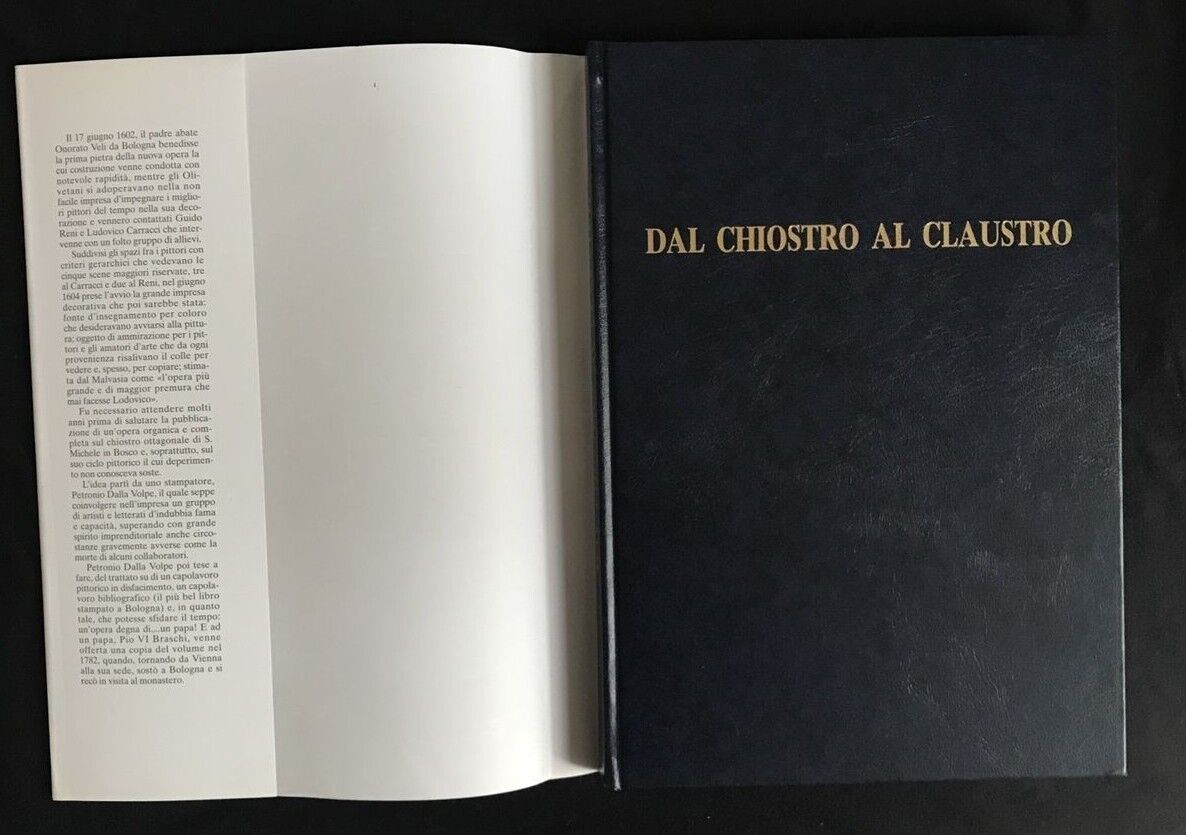 Il 17 giugno 1602, il padre abate
Onorato Veli da Bologna benedisse
la prima pietra della nuova opera la
cui costruzione venne condotta con
notevole rapidità, mentre gli Oli-
vetani si adoperavano nella non
facile impresa d'impegnare i miglio-
ri pittori del tempo nella sua deco-
razione e vennero contattati Guido
Reni e Ludovico Carracci che inter-
venne con un folto gruppo di allievi.
Suddivisi gli spazi fra i pittori con
criteri gerarchici che vedevano le
cinque scene maggiori riservate, tre
al Carracci e due al Reni, nel giugno
1604 prese l'avvio la grande impresa
decorativa che poi sarebbe stata:
fonte d'insegnamento per coloro
che desideravano avviarsi alla pittu-
ra; oggetto di ammirazione per i pit-
tori e gli amatori d'arte che da ogni
provenienza risalivano il colle per
vedere e, spesso, per copiare; stima-
ta dal Malvasia come «l'opera più
grande e di maggior premura che
mai facesse Lodovico».
Fu necessario attendere molti
anni prima di salutare la pubblica-
zione di un'opera organica e com-
pleta sul chiostro ottagonale di S.
Michele in Bosco e, soprattutto, sul
suo ciclo pittorico il cui deperimen-
to non conosceva soste.
L'idea partì da uno stampatore,
Petronio Dalla Volpe, il quale seppe
coinvolgere nell'impresa un gruppo
di artisti e letterati d'indubbia fama
e capacità, superando con grande
spirito imprenditoriale anche circo-
stanze gravemente avverse come la
morte di alcuni collaboratori.
Petronio Dalla Volpe poi tese a
fare, del trattato su di un capolavoro
pittorico in disfacimento, un capola-
voro bibliografico (il più bel libro
stampato a Bologna) e, in quanto
tale, che potesse sfidare il tempo:
un'opera degna di....un papa! E ad
un papa, Pio VI Braschi, venne
offerta una copia del volume nel
1782, quando, tornando da Vienna
alla sua sede, sostò a Bologna e si
recò in visita al monastero.
DAL CHIOSTRO AL CLAUSTRO